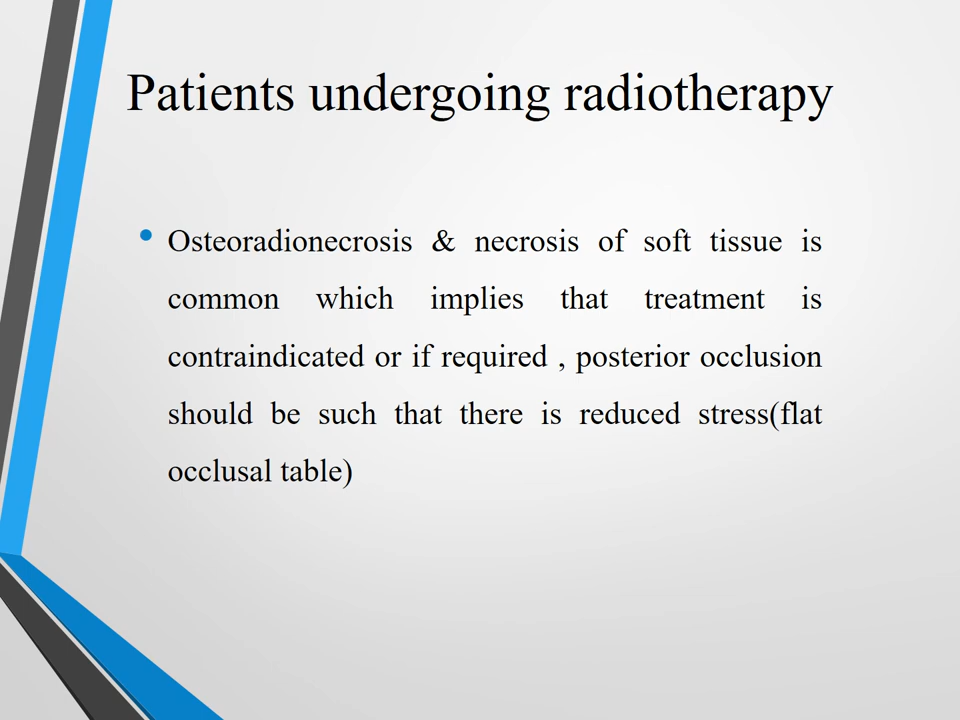 Patients undergoing radiotherapy
• Osteoradionecrosis & necrosis of soft tissue is
common which implies that treatment is
contraindicated or if required , posterior occlusion
should be such that there is reduced stress(flat
occlusal table)